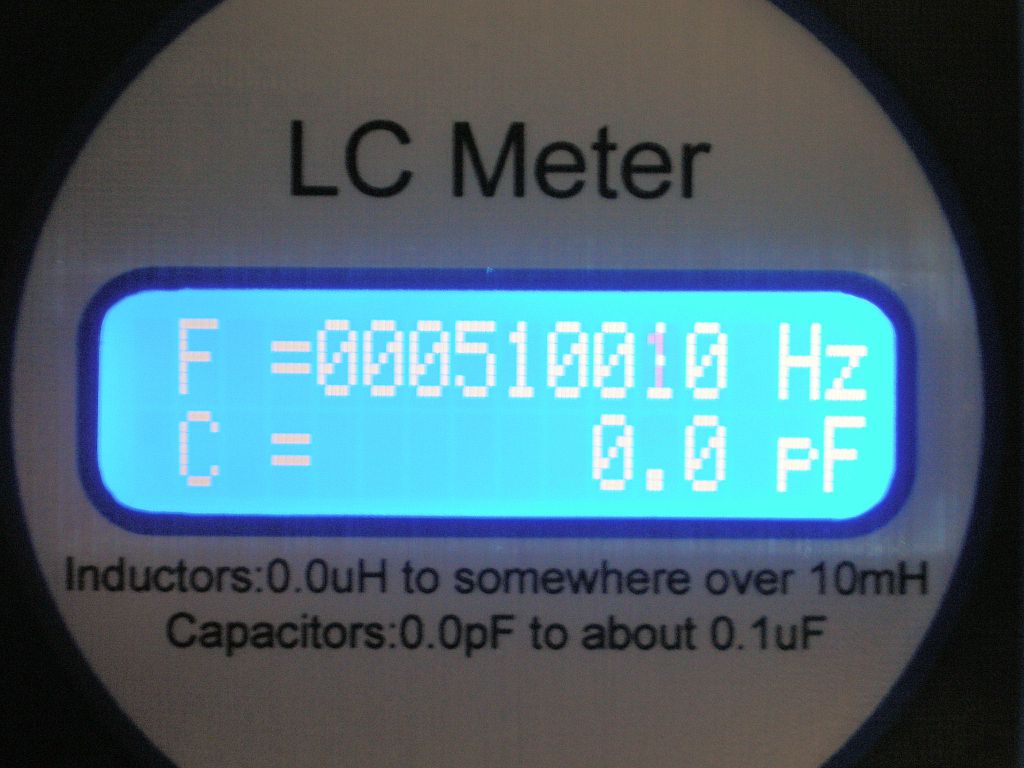 LC Meter
F =000510010 Hz
C = 0.0 pF
Inductors:0.0uH to somewhere over 10mH
Capacitors:0.0pF to about 0.1uF